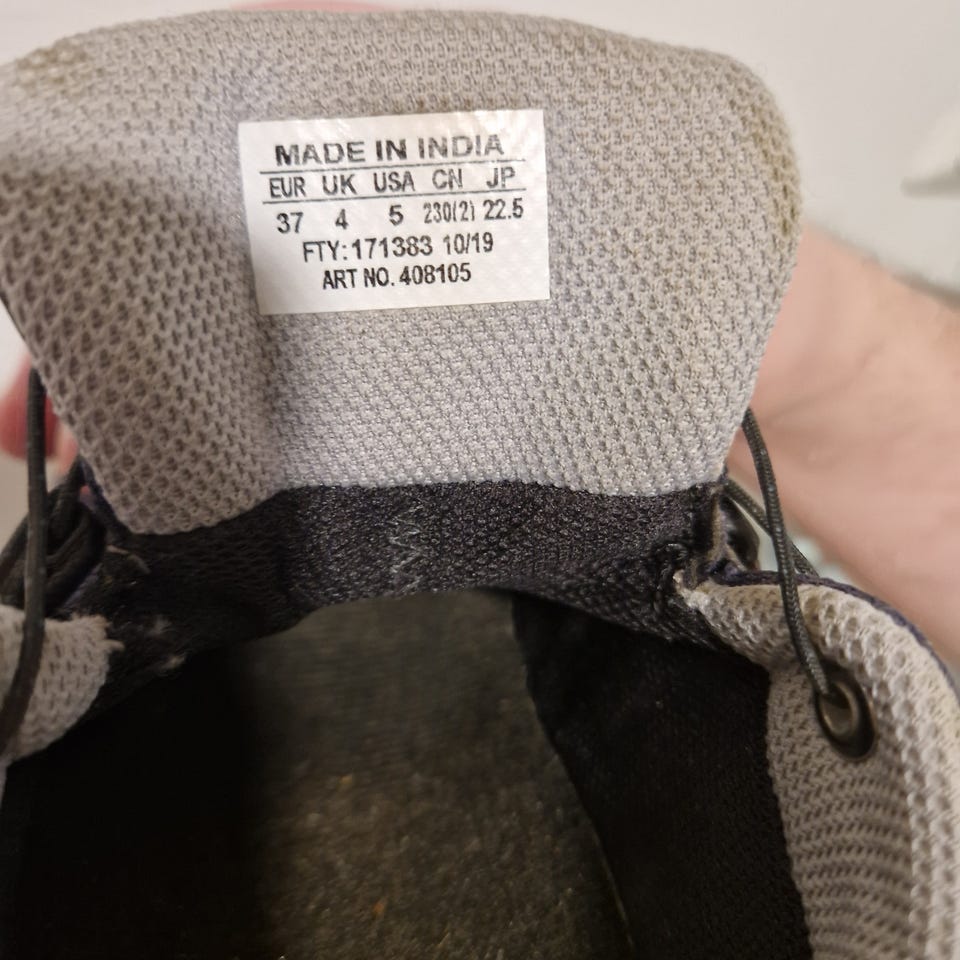 MADE IN INDIA
EUR UK USA CN JP
37 4 5 230(2) 22.5
FTY: 171383 10/19
ART NO. 408105